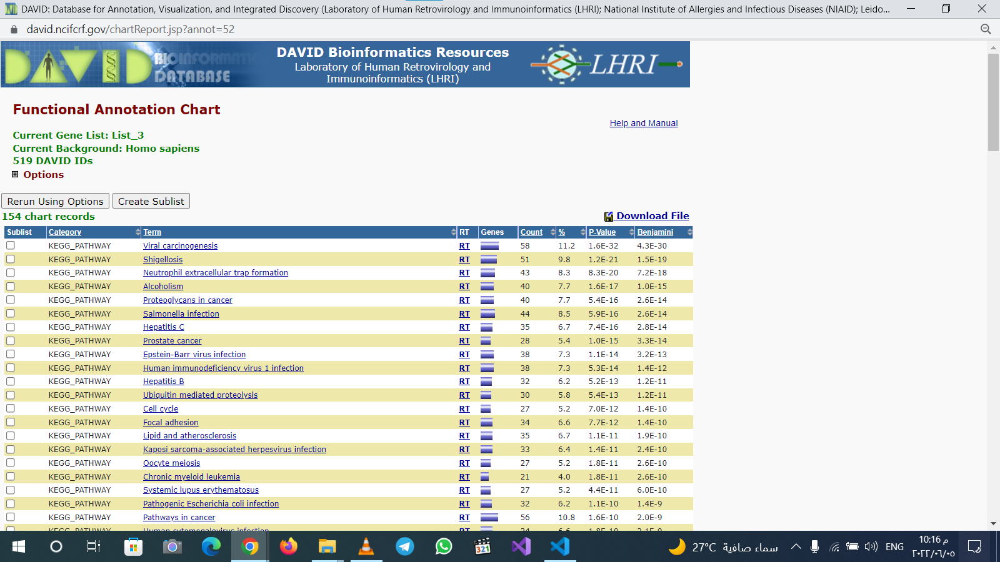 DAVID: Database for Annotation, Visualization, and Integrated Discovery (Laboratory of Human Retrovirology and Immunoinformatics (LHRI); National Institute of Allergies and Infectious Diseases (NIAID); Leido...
david.ncifcrf.gov/chartReport.jsp?annot=52
DAVID BIOINFORMATICS DATABASE
DAVID Bioinformatics Resources
Laboratory of Human Retrovirology and
Immunoinformatics (LHRI)
LHRI
Functional Annotation Chart
Help and Manual
Current Gene List: List_3
Current Background: Homo sapiens
519 DAVID IDs
Options
Rerun Using Options Create Sublist
154 chart records Download File
Sublist Category Term RT Genes Count % P-Value Benjamini
KEGG_PATHWAY Viral carcinogenesis RT 58 11.2 1.6E-32 4.3E-30
KEGG_PATHWAY Shigellosis RT 51 9.8 1.2E-21 1.5E-19
KEGG_PATHWAY Neutrophil extracellular trap formation RT 43 8.3 8.3E-20 7.2E-18
KEGG_PATHWAY Alcoholism RT 40 7.7 1.6E-17 1.0E-15
KEGG_PATHWAY Proteoglycans in cancer RT 40 7.7 5.4E-16 2.6E-14
KEGG_PATHWAY Salmonella infection RT 44 8.5 5.9E-16 2.6E-14
KEGG_PATHWAY Hepatitis C RT 35 6.7 7.4E-16 2.8E-14
KEGG_PATHWAY Prostate cancer RT 28 5.4 1.0E-15 3.3E-14
KEGG_PATHWAY Epstein-Barr virus infection RT 38 7.3 1.1E-14 3.2E-13
KEGG_PATHWAY Human immunodeficiency virus 1 infection RT 38 7.3 5.3E-14 1.4E-12
KEGG_PATHWAY Hepatitis B RT 32 6.2 5.2E-13 1.2E-11
KEGG_PATHWAY Ubiquitin mediated proteolysis RT 30 5.8 5.4E-13 1.2E-11
KEGG_PATHWAY Cell cycle RT 27 5.2 7.0E-12 1.4E-10
KEGG_PATHWAY Focal adhesion RT 34 6.6 7.7E-12 1.4E-10
KEGG_PATHWAY Lipid and atherosclerosis RT 35 6.7 1.1E-11 1.9E-10
KEGG_PATHWAY Kaposi sarcoma-associated herpesvirus infection RT 33 6.4 1.4E-11 2.4E-10
KEGG_PATHWAY Oocyte meiosis RT 27 5.2 1.8E-11 2.6E-10
KEGG_PATHWAY Chronic myeloid leukemia RT 21 4.0 1.8E-11 2.6E-10
KEGG_PATHWAY Systemic lupus erythematosus RT 27 5.2 4.4E-11 6.0E-10
KEGG_PATHWAY Pathogenic Escherichia coli infection RT 32 6.2 1.1E-10 1.4E-9
KEGG_PATHWAY Pathways in cancer RT 56 10.8 1.6E-10 2.0E-9
321
27°C سماء صافية
ENG
10:16 م
٢٠٢٢/٠٦/٠٥